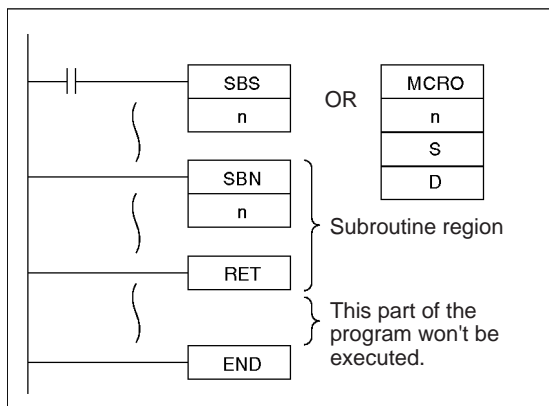 SBS
n
OR
MCRO
n
S
D
SBN
n
Subroutine region
RET
This part of the
program won't be
executed.
END